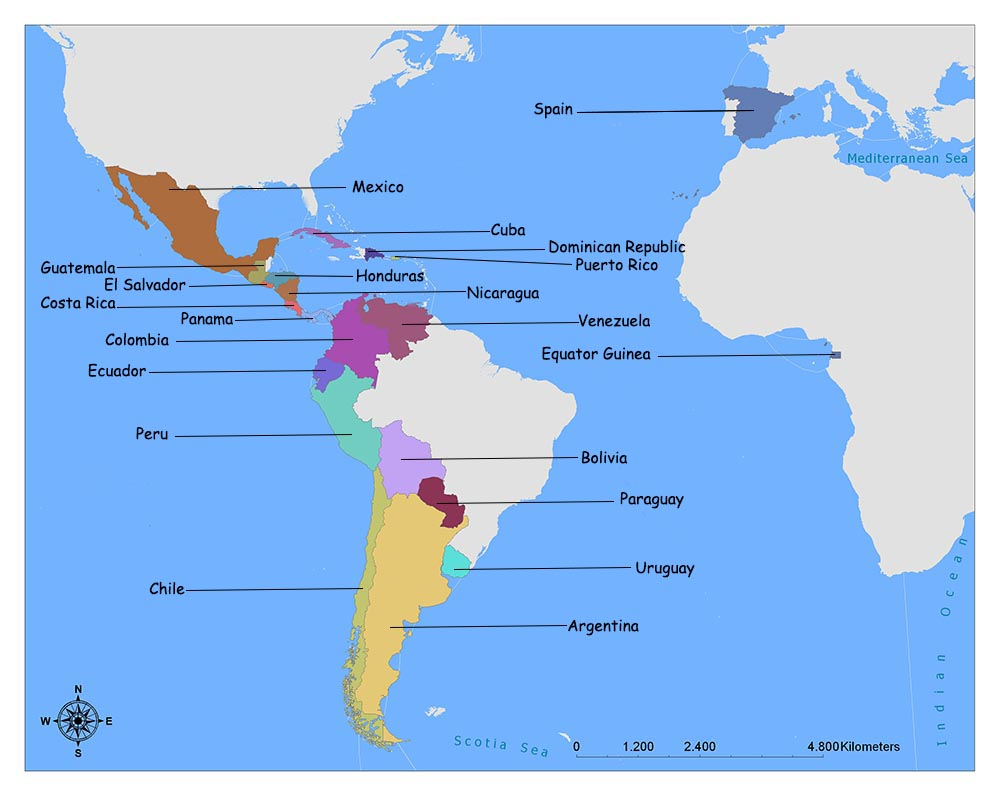 Spain
Mediterranean Sea
Mexico
Cuba
Dominican Republic
Puerto Rico
Guatemala
Honduras
El Salvador
Nicaragua
Costa Rica
Panama
Venezuela
Colombia
Equator Guinea
Ecuador
Peru
Bolivia
Paraguay
Uruguay
Chile
Argentina
Indian Ocean
N
W E
S
Scotia Sea
0 1.200 2.400 4.800 Kilometers